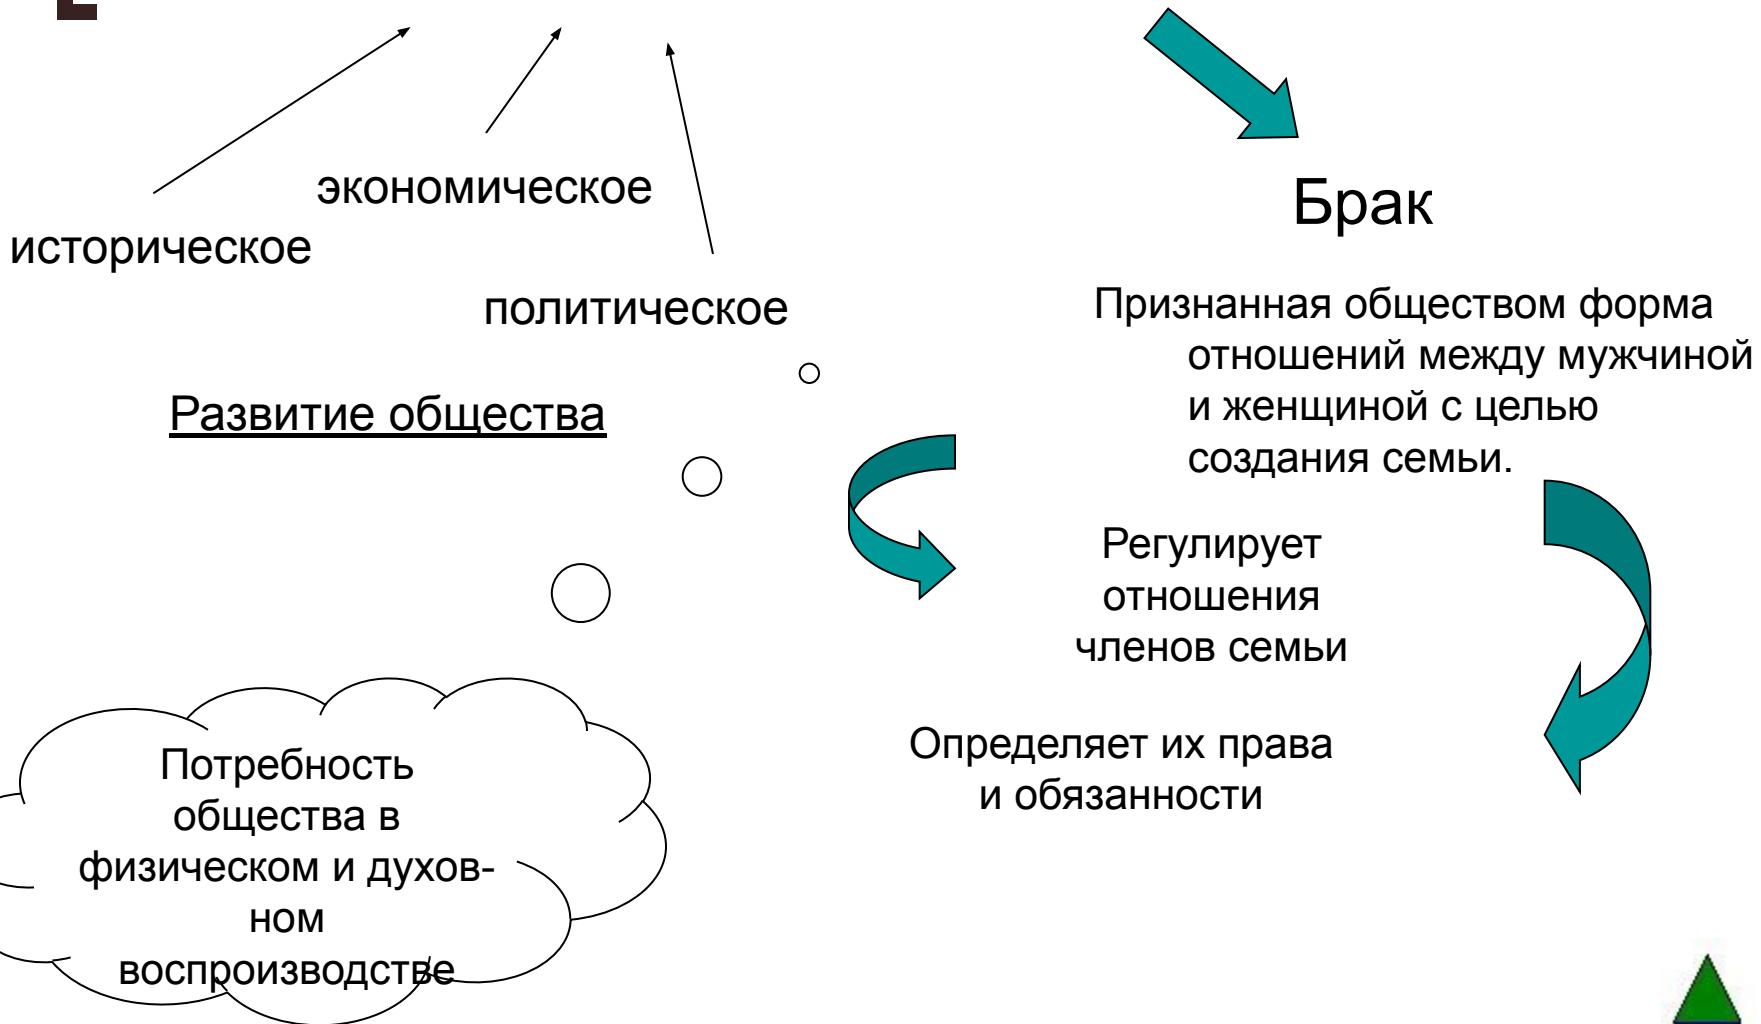 экономическое
историческое
политическое
Развитие общества
Потребность
общества в
физическом и духов-
ном
воспроизводстве
Брак
Признанная обществом форма
отношений между мужчиной
и женщиной с целью
создания семьи.
Регулирует
отношения
членов семьи
Определяет их права
и обязанности